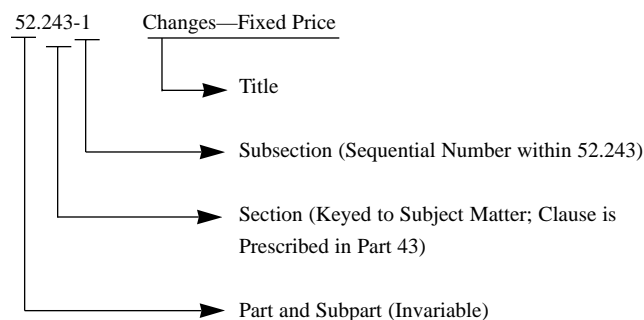 52.243-1 Changes—Fixed Price
Title
Subsection (Sequential Number within 52.243)
Section (Keyed to Subject Matter; Clause is
Prescribed in Part 43)
Part and Subpart (Invariable)